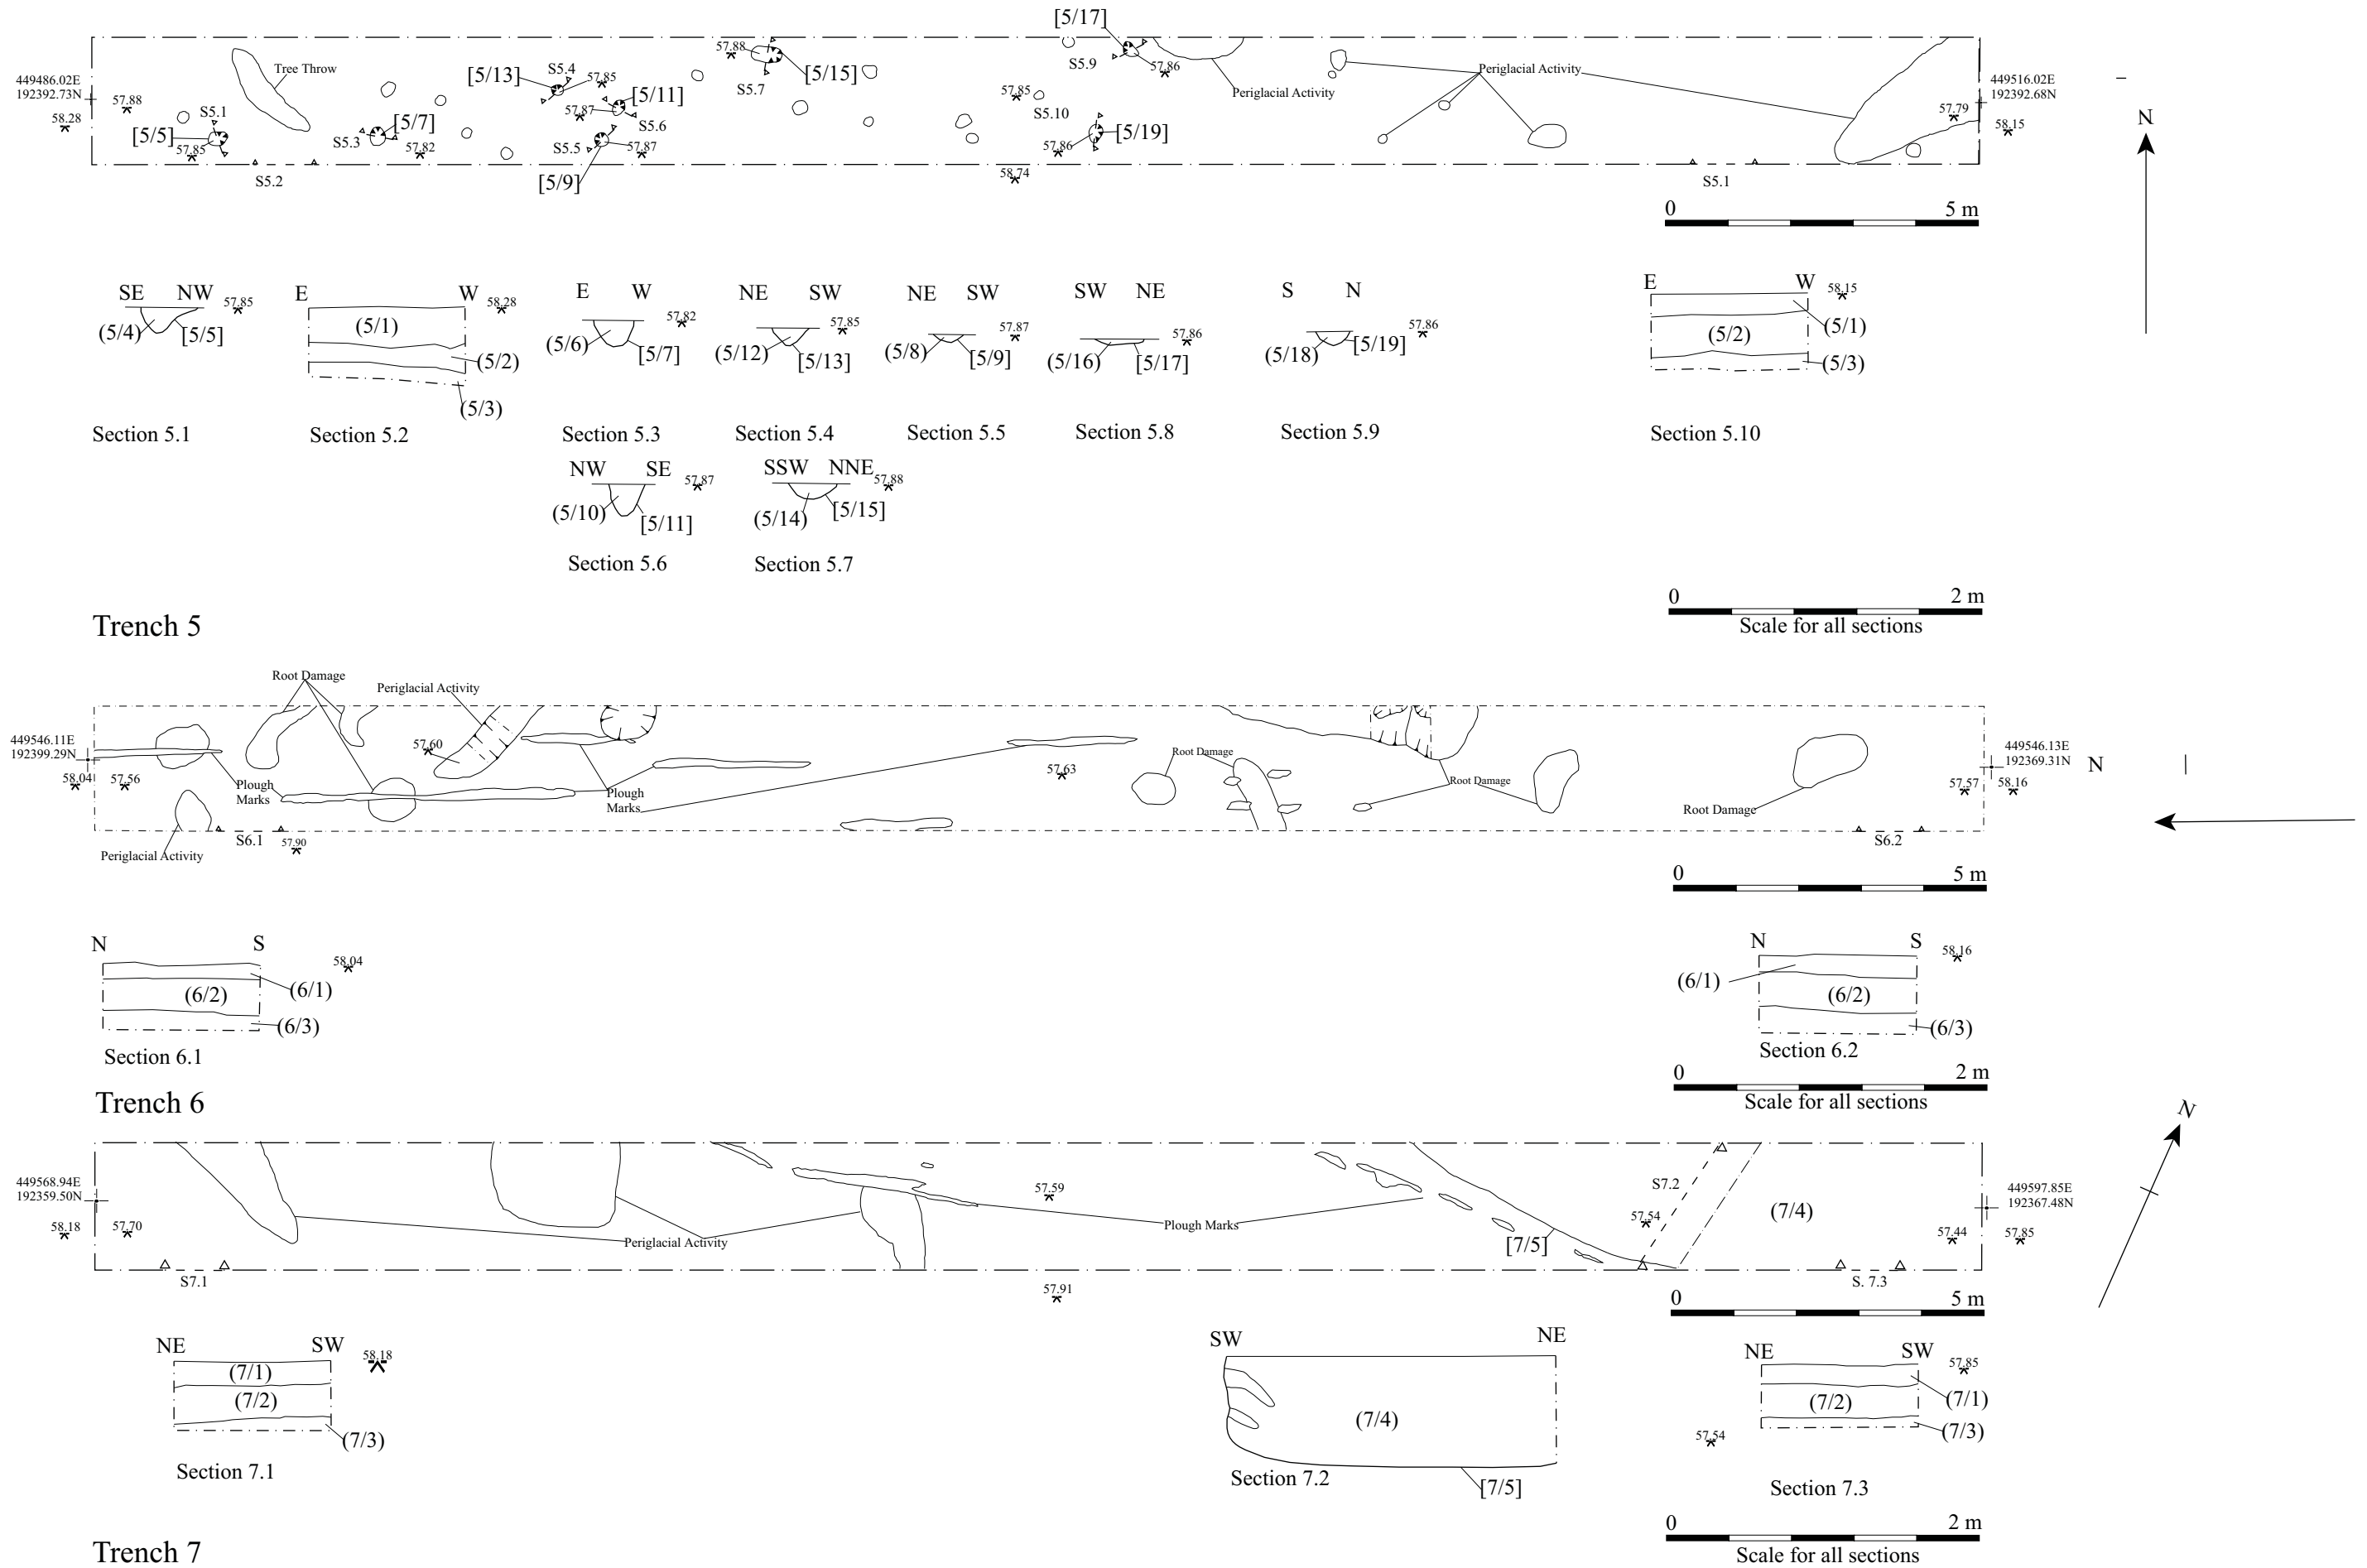 [5/17]
449486.02E
192392.73N
58.28
57.88
Tree Throw
S5.1
[5/5]
57.85
S5.2
S5.3
[5/7]
57.82
[5/13]
S5.4
57.85
57.87
[5/11]
S5.6
S5.5
57.87
[5/9]
57.88
S5.7
[5/15]
S5.9
57.86
57.85
S5.10
[5/19]
57.86
58.74
Periglacial Activity
Periglacial Activity
57.79
S5.1
449516.02E
192392.68N
58.15
N
0 5 m
SE NW
57.85
(5/4)
[5/5]
Section 5.1
E W
58.28
(5/1)
(5/2)
(5/3)
Section 5.2
E W
57.82
(5/6)
[5/7]
Section 5.3
NE SW
57.85
(5/12)
[5/13]
Section 5.4
NE SW
57.87
(5/8)
[5/9]
Section 5.5
SW NE
57.86
(5/16)
[5/17]
Section 5.8
S N
57.86
(5/18)
[5/19]
Section 5.9
E W
58.15
(5/1)
(5/2)
(5/3)
Section 5.10
NW SE
57.87
(5/10)
[5/11]
Section 5.6
SSW NNE
57.88
(5/14)
[5/15]
Section 5.7
0 2 m
Scale for all sections
Trench 5
Root Damage
Periglacial Activity
449546.11E
192399.29N
58.04
57.56
Plough
Marks
Periglacial Activity
S6.1
57.90
57.60
Plough
Marks
57.63
Root Damage
Root Damage
Root Damage
57.57
58.16
449546.13E
192369.31N
S6.2
N
0 5 m
N S
58.04
(6/1)
(6/2)
(6/3)
Section 6.1
N S
58.16
(6/1)
(6/2)
(6/3)
Section 6.2
0 2 m
Scale for all sections
Trench 6
449568.94E
192359.50N
58.18
57.70
S7.1
Periglacial Activity
57.59
57.91
Plough Marks
[7/5]
57.54
S7.2
(7/4)
57.44
57.85
449597.85E
192367.48N
S. 7.3
N
0 5 m
NE SW
58.18
(7/1)
(7/2)
(7/3)
Section 7.1
SW NE
(7/4)
[7/5]
57.54
Section 7.2
NE SW
57.85
(7/1)
(7/2)
(7/3)
Section 7.3
0 2 m
Scale for all sections
Trench 7